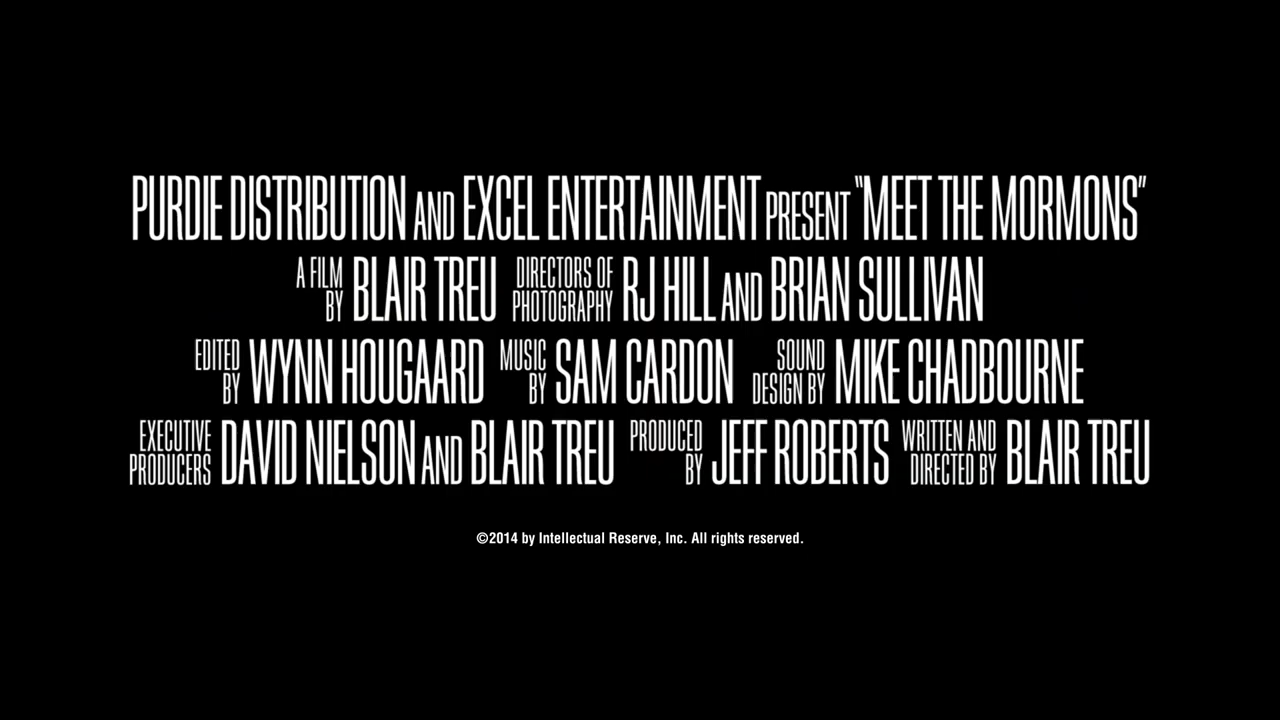 PURDIE DISTRIBUTION AND EXCEL ENTERTAINMENT PRESENT "MEET THE MORMONS"
A FILM BY BLAIR TREU DIRECTORS OF PHOTOGRAPHY RJ HILL AND BRIAN SULLIVAN
EDITED BY WYNN HOUGAARD MUSIC BY SAM CARDON SOUND DESIGN BY MIKE CHADBOURNE
EXECUTIVE PRODUCERS DAVID NIELSON AND BLAIR TREU PRODUCED BY JEFF ROBERTS WRITTEN AND DIRECTED BY BLAIR TREU
©2014 by Intellectual Reserve, Inc. All rights reserved.